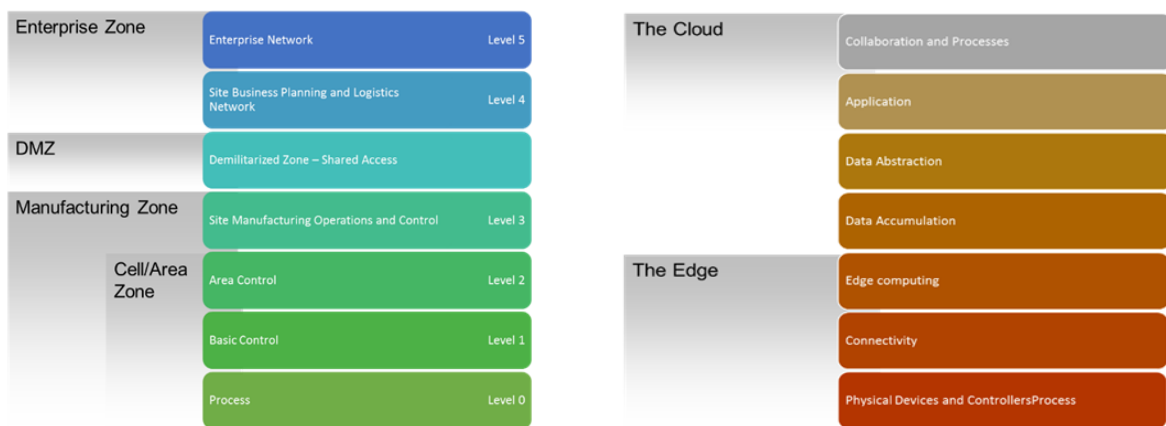 Enterprise Zone
Enterprise Network Level 5
Site Business Planning and Logistics
Network Level 4
DMZ
Demilitarized Zone – Shared Access
Manufacturing Zone
Site Manufacturing Operations and Control Level 3
Cell/Area
Zone
Area Control Level 2
Basic Control Level 1
Process Level 0
The Cloud
Collaboration and Processes
Application
Data Abstraction
Data Accumulation
The Edge
Edge computing
Connectivity
Physical Devices and ControllersProcess